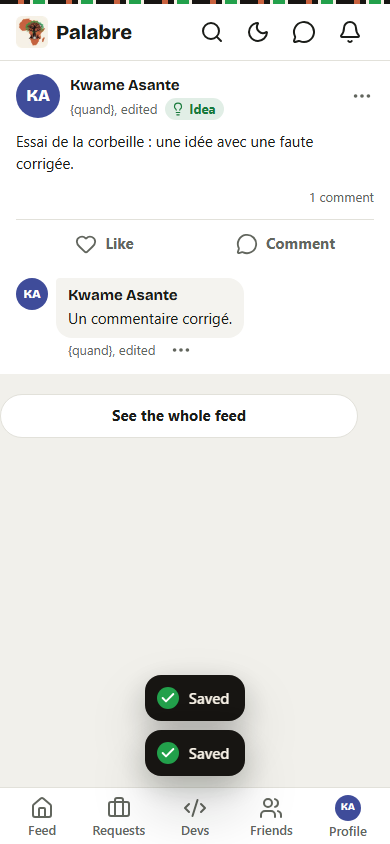 Palabre
KA
Kwame Asante
{quand}, edited
Idea
Essai de la corbeille : une idée avec une faute
corrigée.
1 comment
Like
Comment
KA
Kwame Asante
Un commentaire corrigé.
{quand}, edited
See the whole feed
Saved
Saved
KA
Feed
Requests
Devs
Friends
Profile